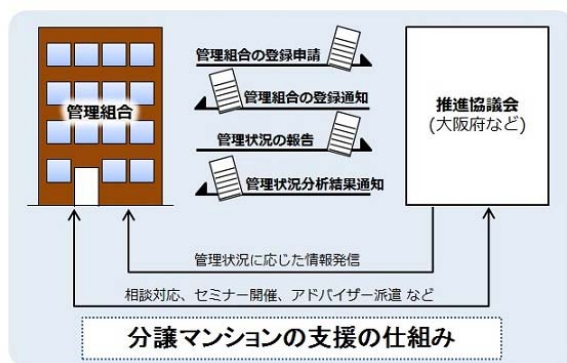 管理組合
管理組合の登録申請
管理組合の登録通知
管理状況の報告
管理状況分析結果通知
推進協議会
(大阪府など)
管理状況に応じた情報発信
相談対応、セミナー開催、アドバイザー派遣 など
分譲マンションの支援の仕組み